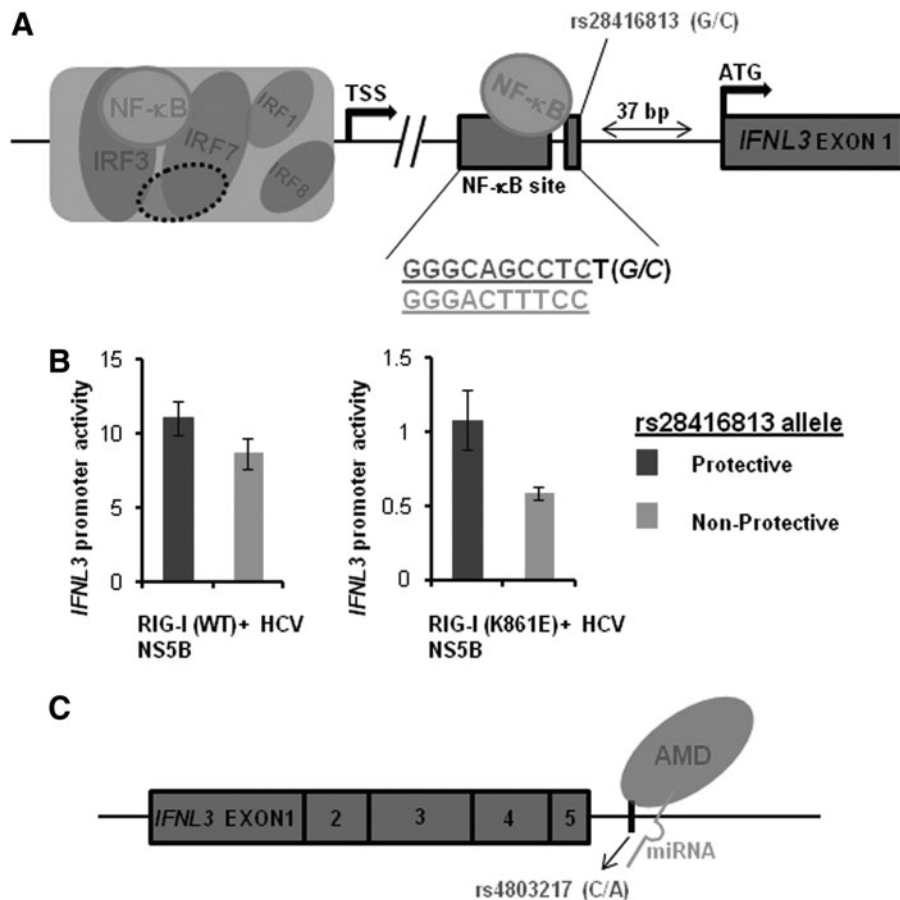 A
rs28416813 (G/C)
NF-κB
IRF3
IRF7
IRF1
IRF8
TSS
NF-κB
37 bp
ATG
IFNL3 EXON 1
NF-κB site
GGGCAGCCTCT(G/C)
GGGACTTTCC
B
IFNL3 promoter activity
15
10
5
0
RIG-I (WT)+ HCV
NS5B
IFNL3 promoter activity
1.5
1
0.5
0
RIG-I (K861E)+ HCV
NS5B
rs28416813 allele
Protective
Non-Protective
C
IFNL3 EXON1
2
3
4
5
AMD
miRNA
rs4803217 (C/A)